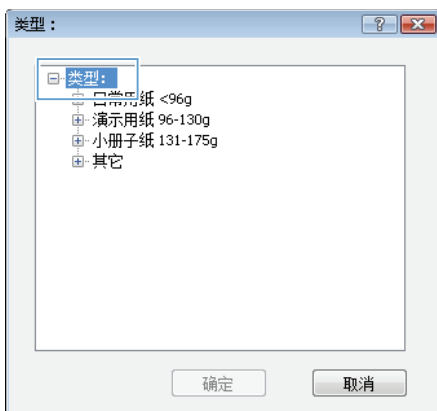 类型：
类型：
日常用纸 <96g
演示用纸 96-130g
小册子纸 131-175g
其它
确定 取消